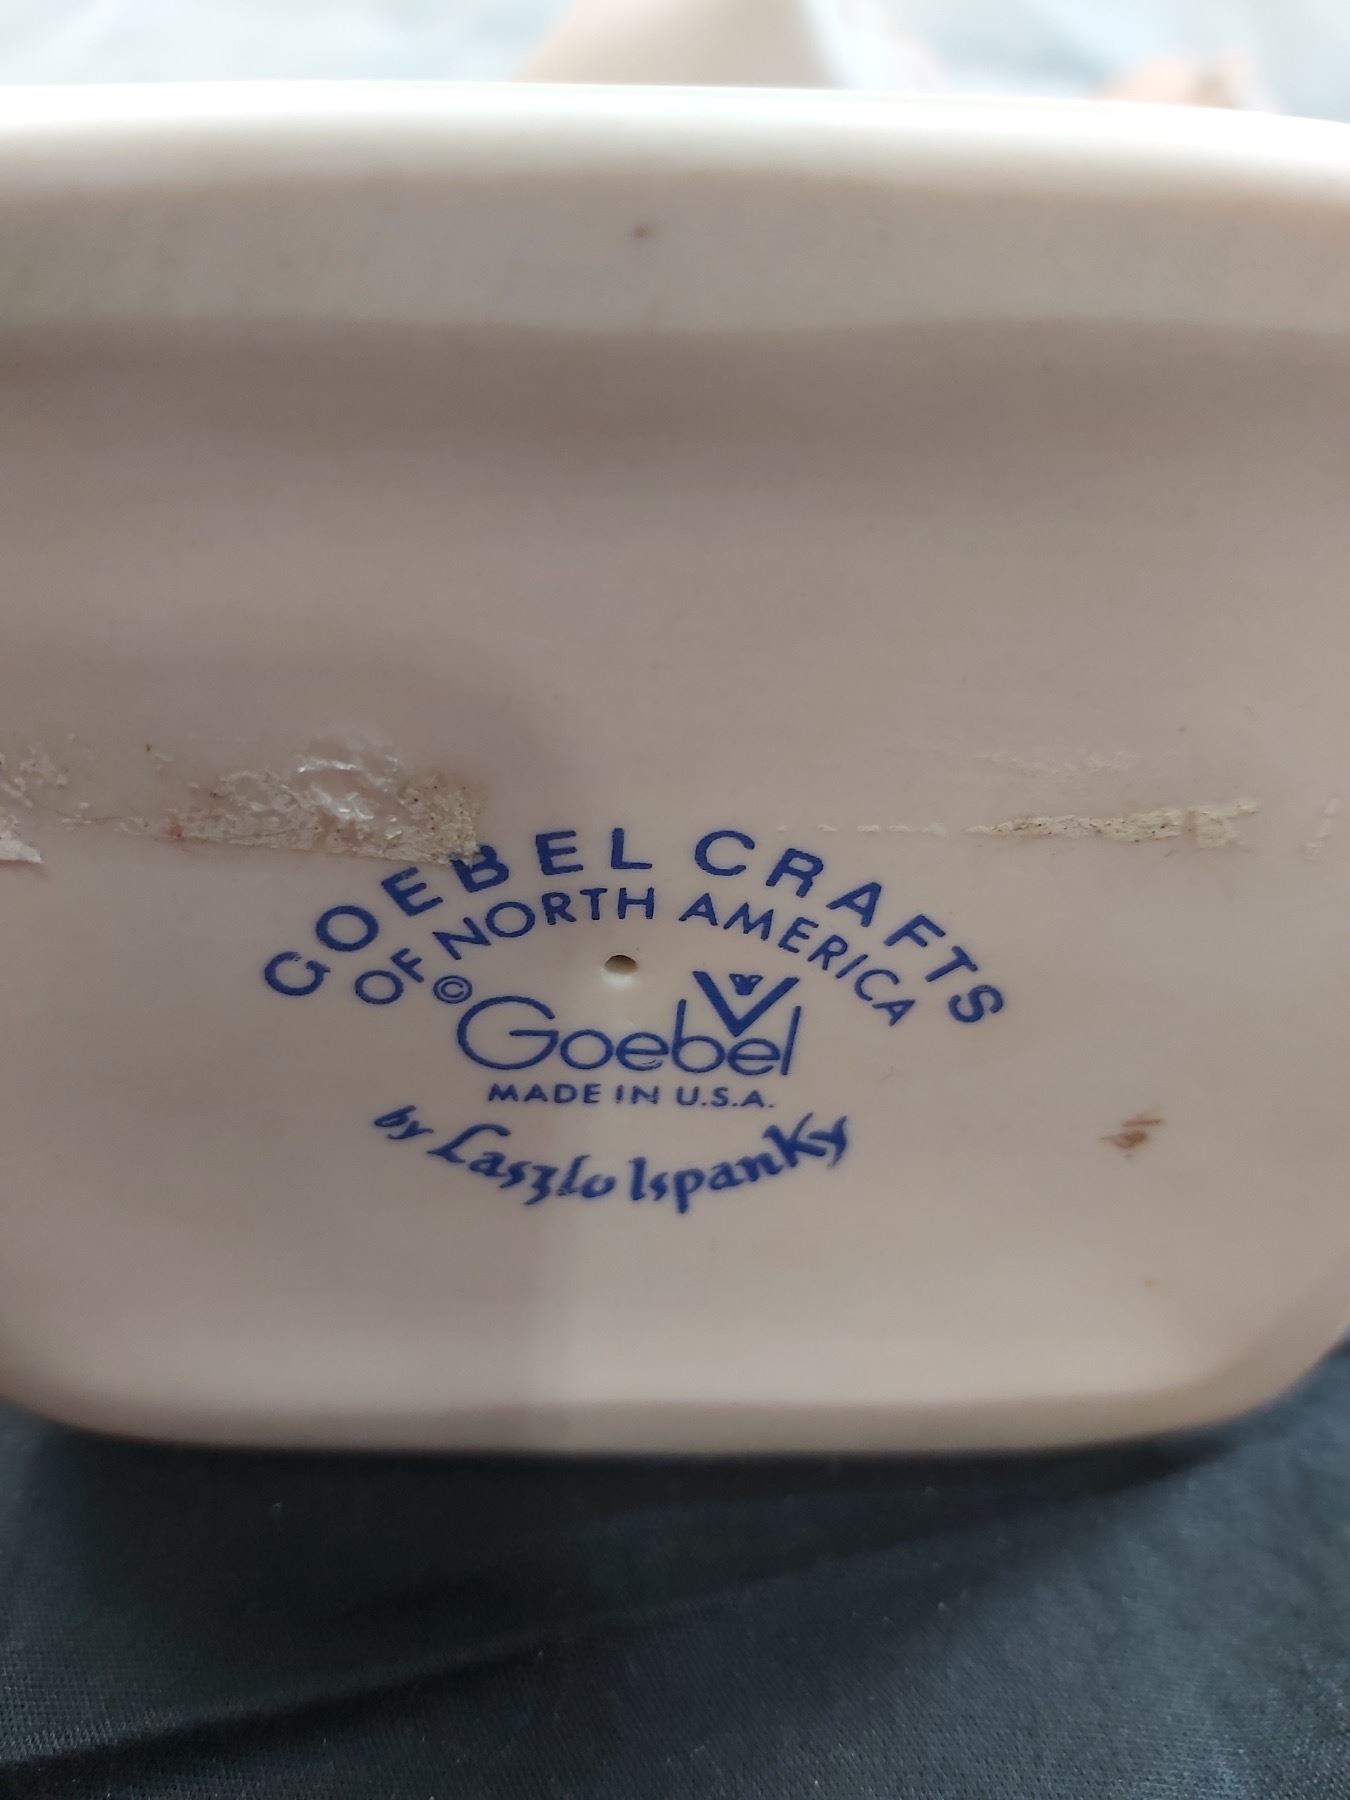 GOEBEL CRAFTS
OF NORTH AMERICA
© Goebel
MADE IN U.S.A.
by Laszlo Ispanky